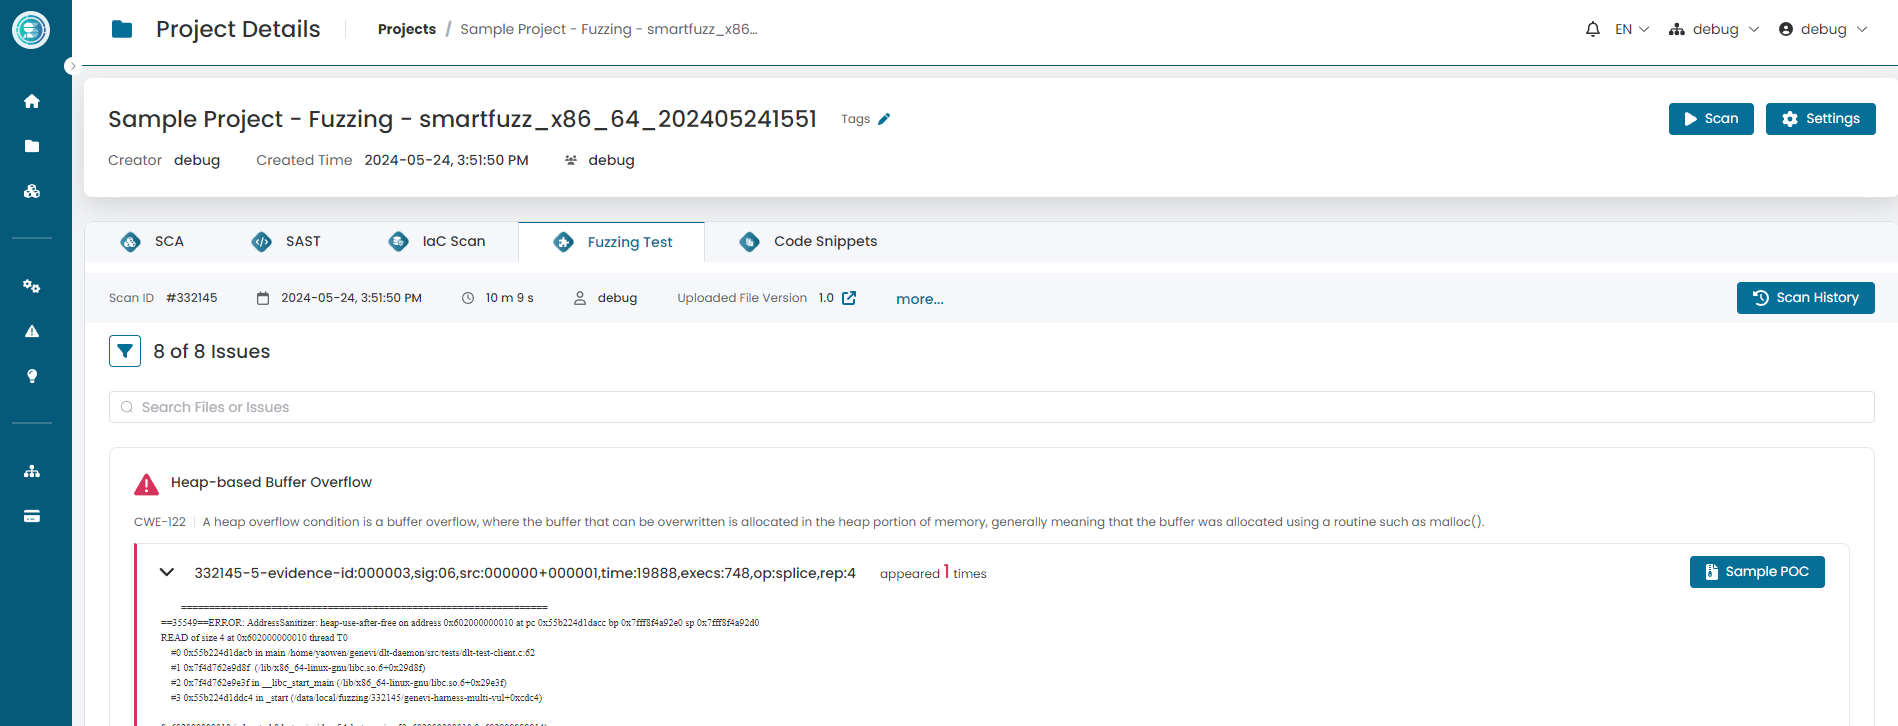 Project Details
Projects / Sample Project - Fuzzing - smartfuzz_x86...
EN
debug
debug
Sample Project - Fuzzing - smartfuzz_x86_64_202405241551
Tags
Scan
Settings
Creator debug Created Time 2024-05-24, 3:51:50 PM debug
SCA
SAST
IaC Scan
Fuzzing Test
Code Snippets
Scan ID #332145 2024-05-24, 3:51:50 PM 10 m 9 s debug Uploaded File Version 1.0 more...
Scan History
8 of 8 Issues
Search Files or Issues
Heap-based Buffer Overflow
CWE-122 A heap overflow condition is a buffer overflow, where the buffer that can be overwritten is allocated in the heap portion of memory, generally meaning that the buffer was allocated using a routine such as malloc().
332145-5-evidence-id:000003,sig:06,src:000000+000001,time:19888,execs:748,op:splice,rep:4 appeared 1 times
Sample POC
=================================================================
==35549==ERROR: AddressSanitizer: heap-use-after-free on address 0x602000000010 at pc 0x55b224d1dacc bp 0x7fff8f4a92e0 sp 0x7fff8f4a92d0
READ of size 4 at 0x602000000010 thread T0
#0 0x55b224d1dacb in main /home/yaowen/genevi/dlt-daemon/src/tests/dlt-test-client.c:62
#1 0x7f4d762e9d8f (/lib/x86_64-linux-gnu/libc.so.6+0x29d8f)
#2 0x7f4d762e9e3f in __libc_start_main (/lib/x86_64-linux-gnu/libc.so.6+0x29e3f)
#3 0x55b224d1ddc4 in _start (/data/local/fuzzing/332145/genevi-harness-multi-vul+0xcdc4)